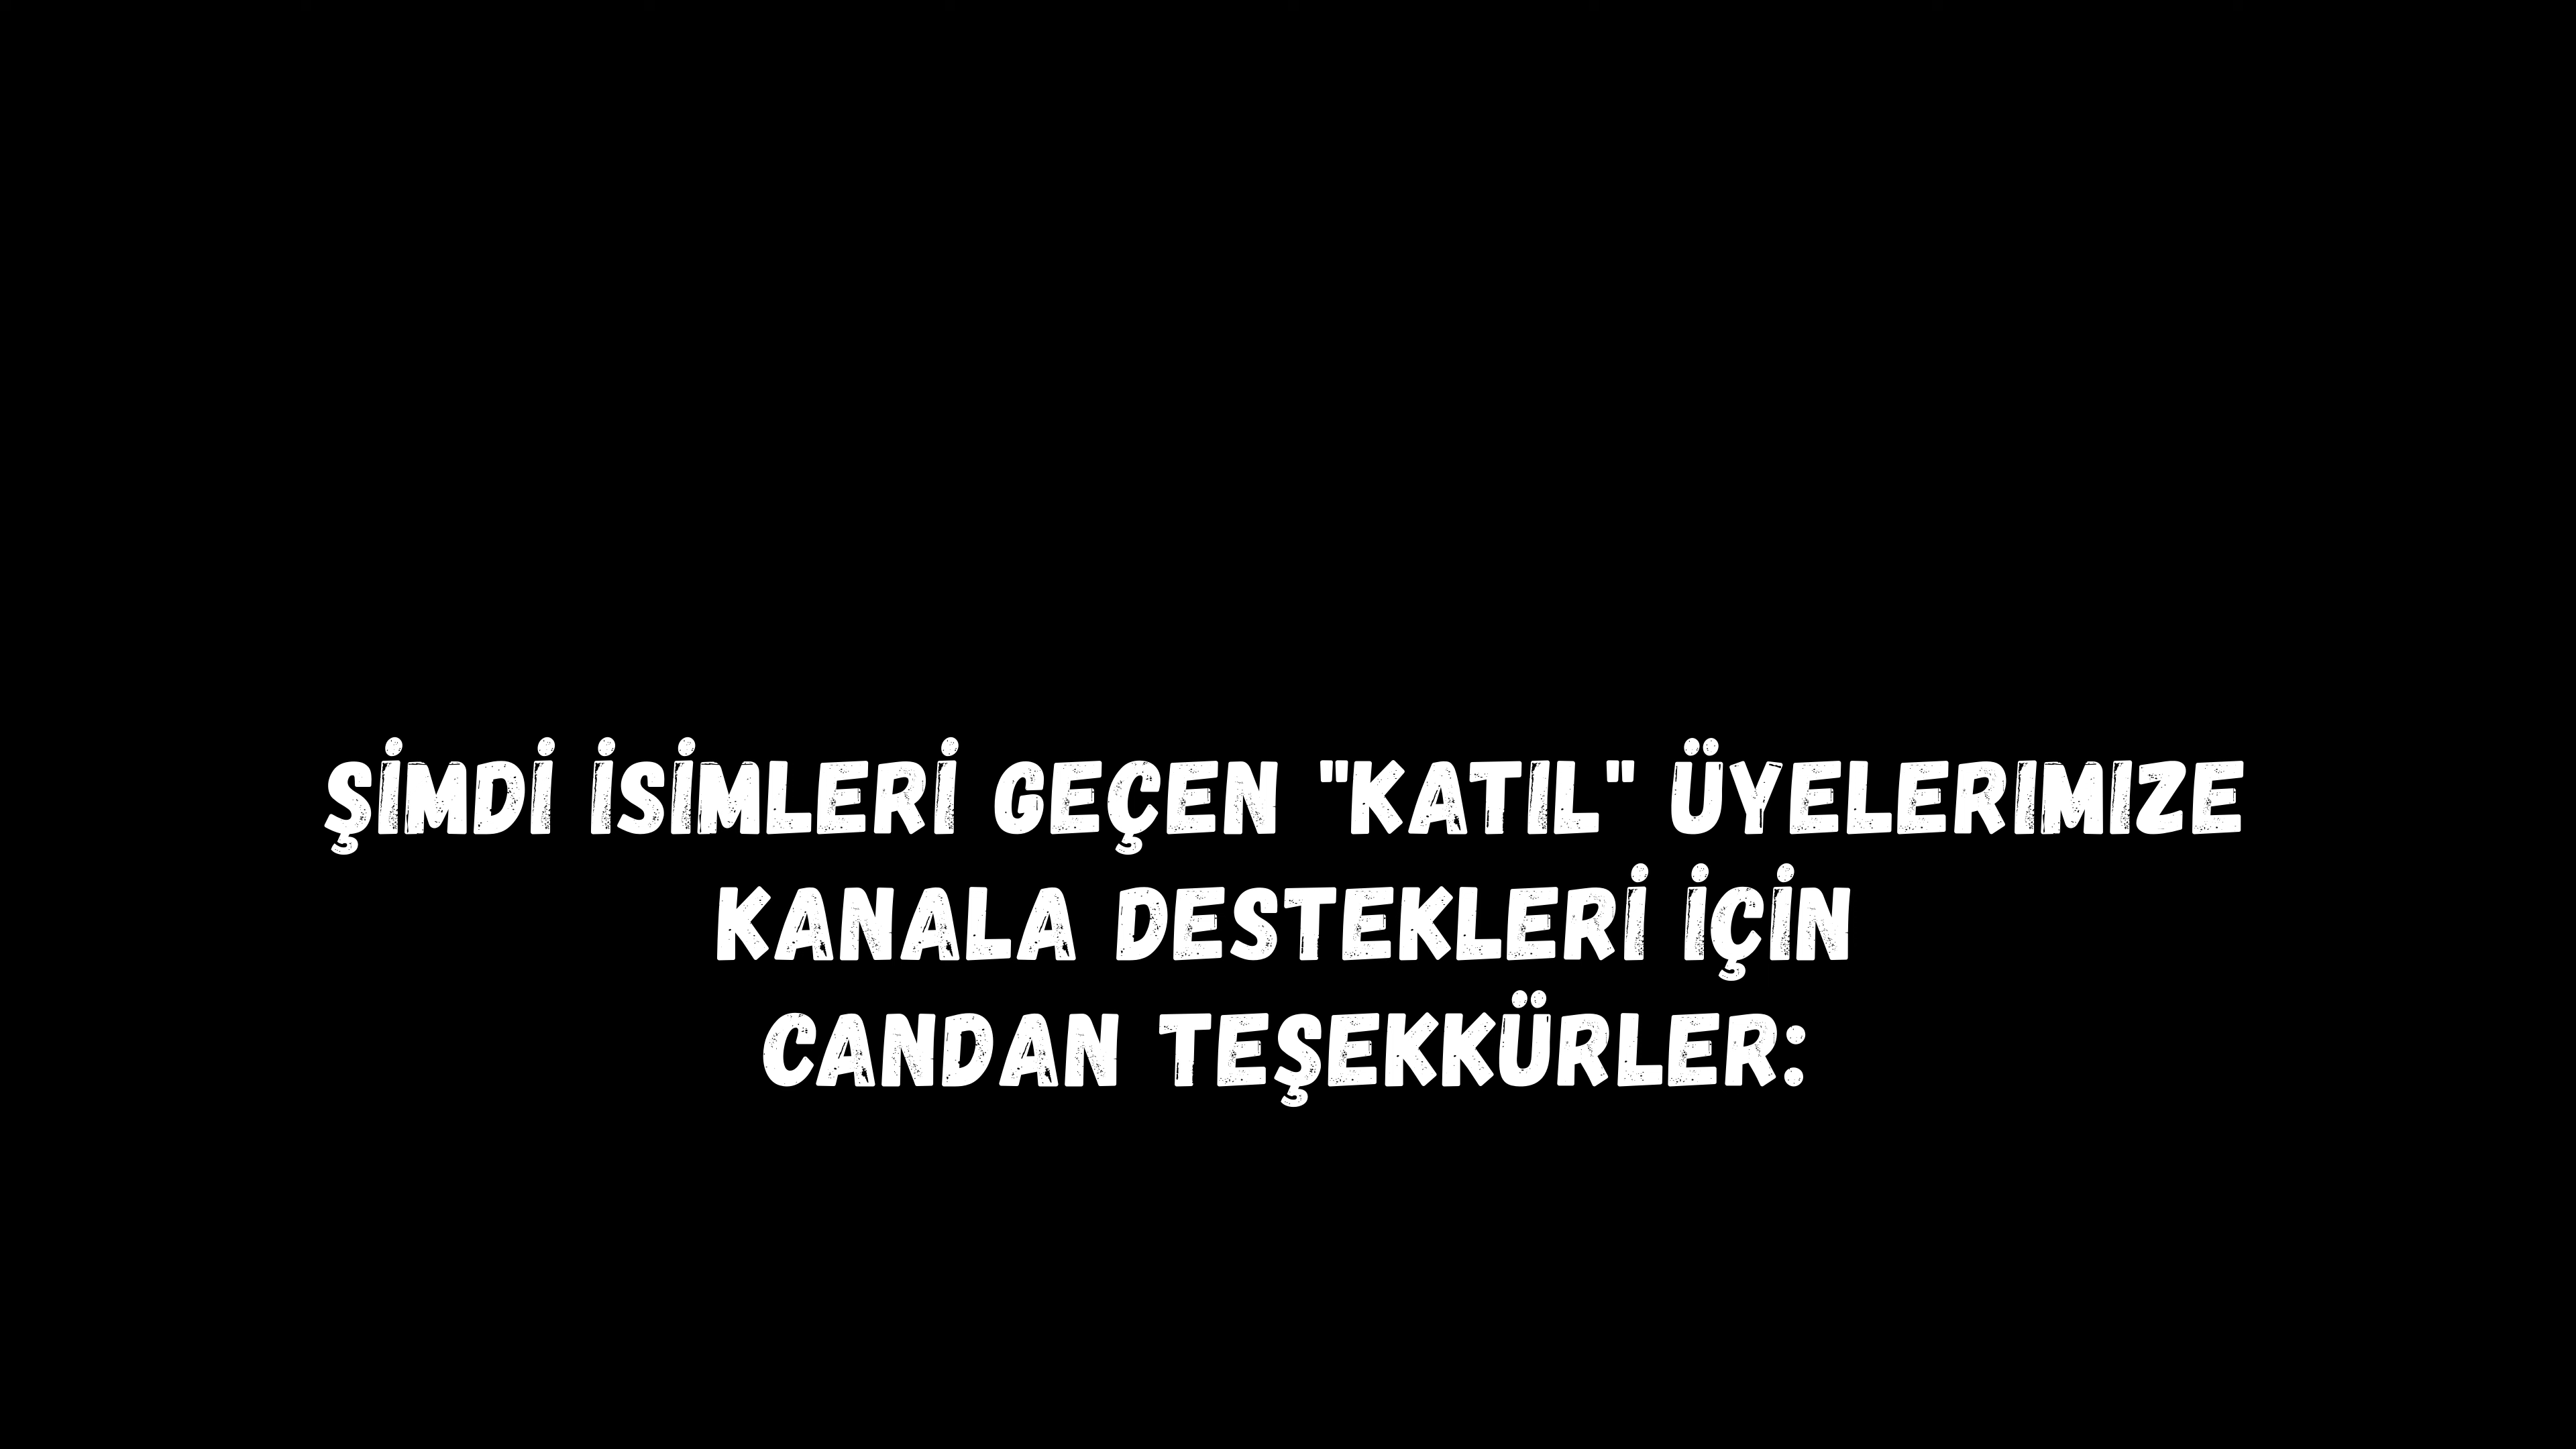 ŞİMDİ İSİMLERİ GEÇEN "KATIL" ÜYELERIMIZE
KANALA DESTEKLERİ İÇİN
CANDAN TEŞEKKÜRLER: